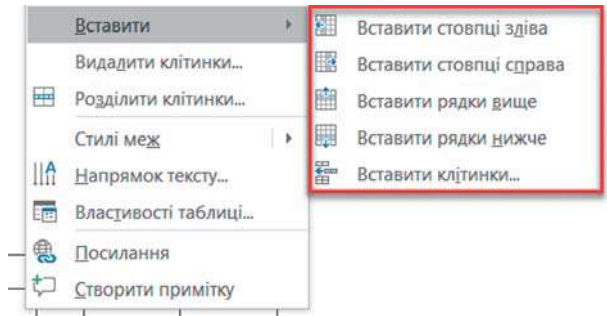 Вставити
Видалити клітинки...
Розділити клітинки...
Стилі меж
Напрямок тексту...
Властивості таблиці...
Посилання
Створити примітку
Вставити стовпці зліва
Вставити стовпці справа
Вставити рядки вище
Вставити рядки нижче
Вставити клітинки...